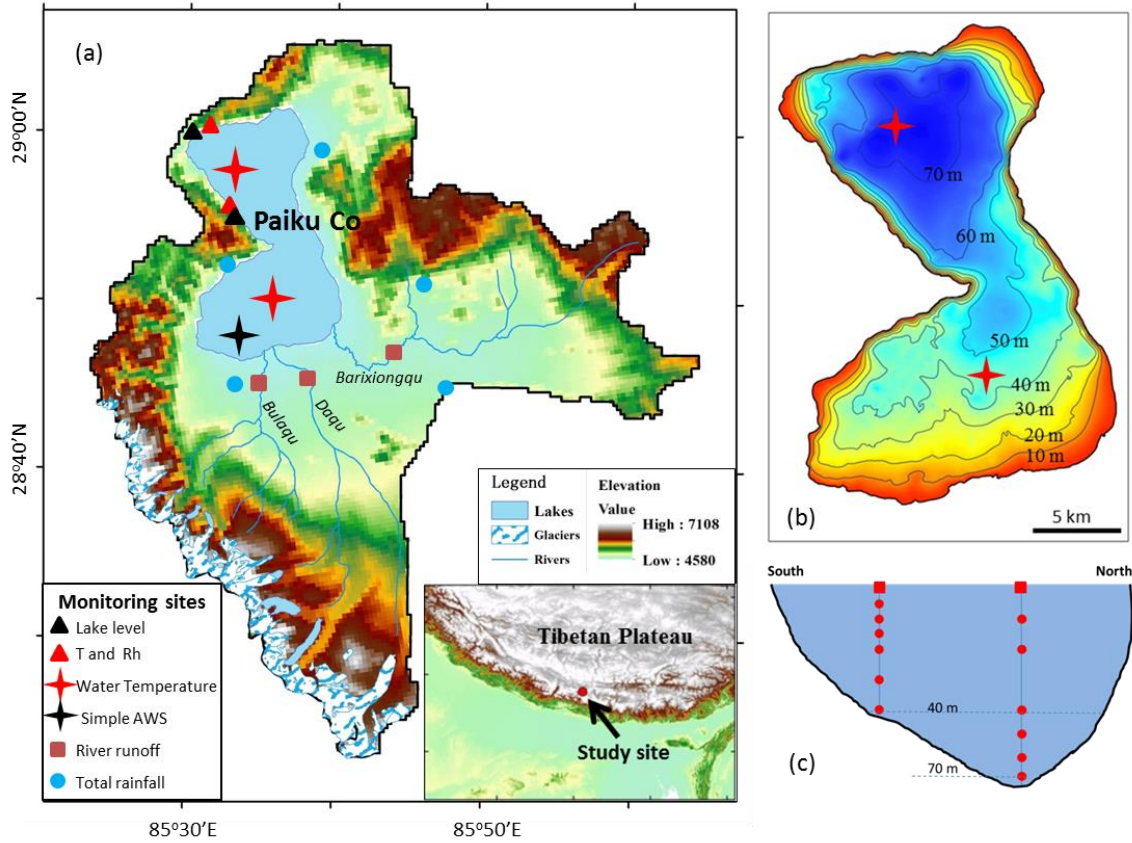 (a)
29°00′N
28°40′N
85°30′E
85°50′E
Paiku Co
Barixiongqu
Bulaqu
Daqu
Legend
Lakes
Glaciers
Rivers
Elevation
Value
High : 7108
Low : 4580
Monitoring sites
Lake level
T and Rh
Water Temperature
Simple AWS
River runoff
Total rainfall
Tibetan Plateau
Study site
70 m
60 m
50 m
40 m
30 m
20 m
10 m
(b)
5 km
South
North
40 m
70 m
(c)